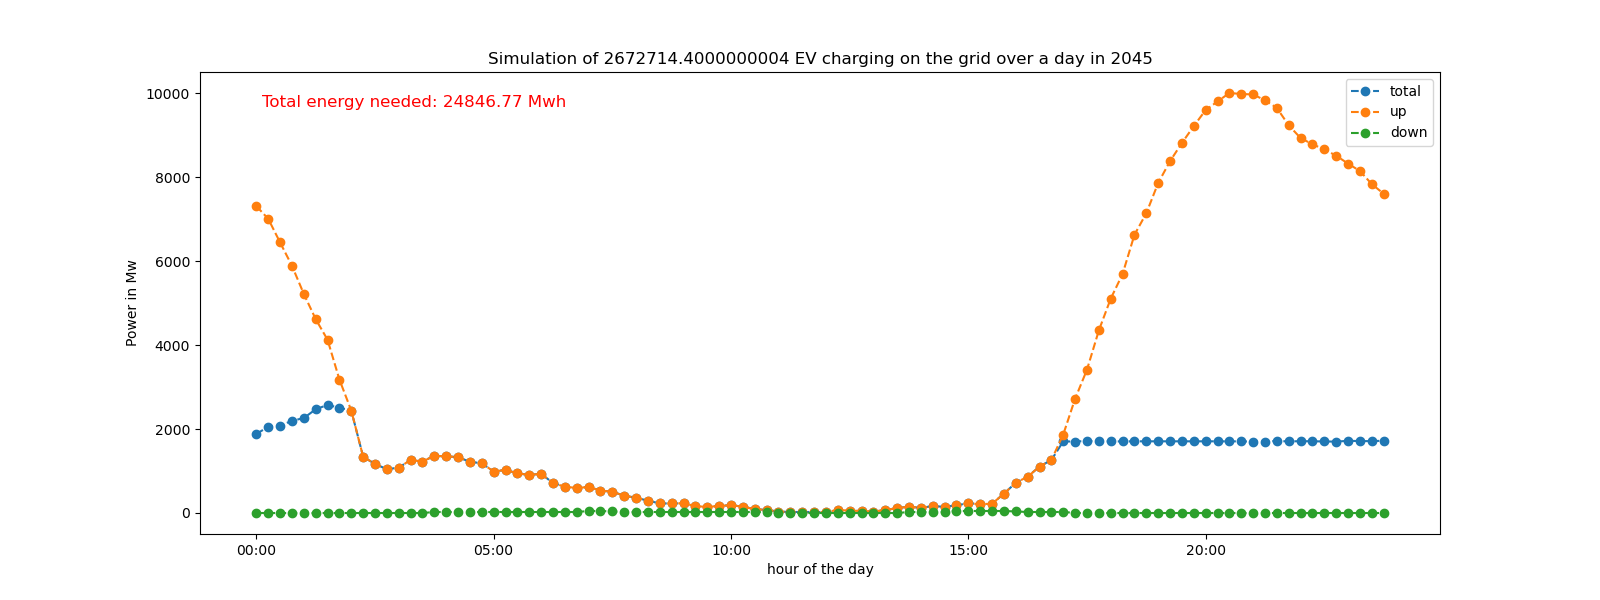 Simulation of 2672714.4000000004 EV charging on the grid over a day in 2045
Total energy needed: 24846.77 Mwh
total
up
down
Power in Mw
10000
8000
6000
4000
2000
0
00:00
05:00
10:00
15:00
20:00
hour of the day